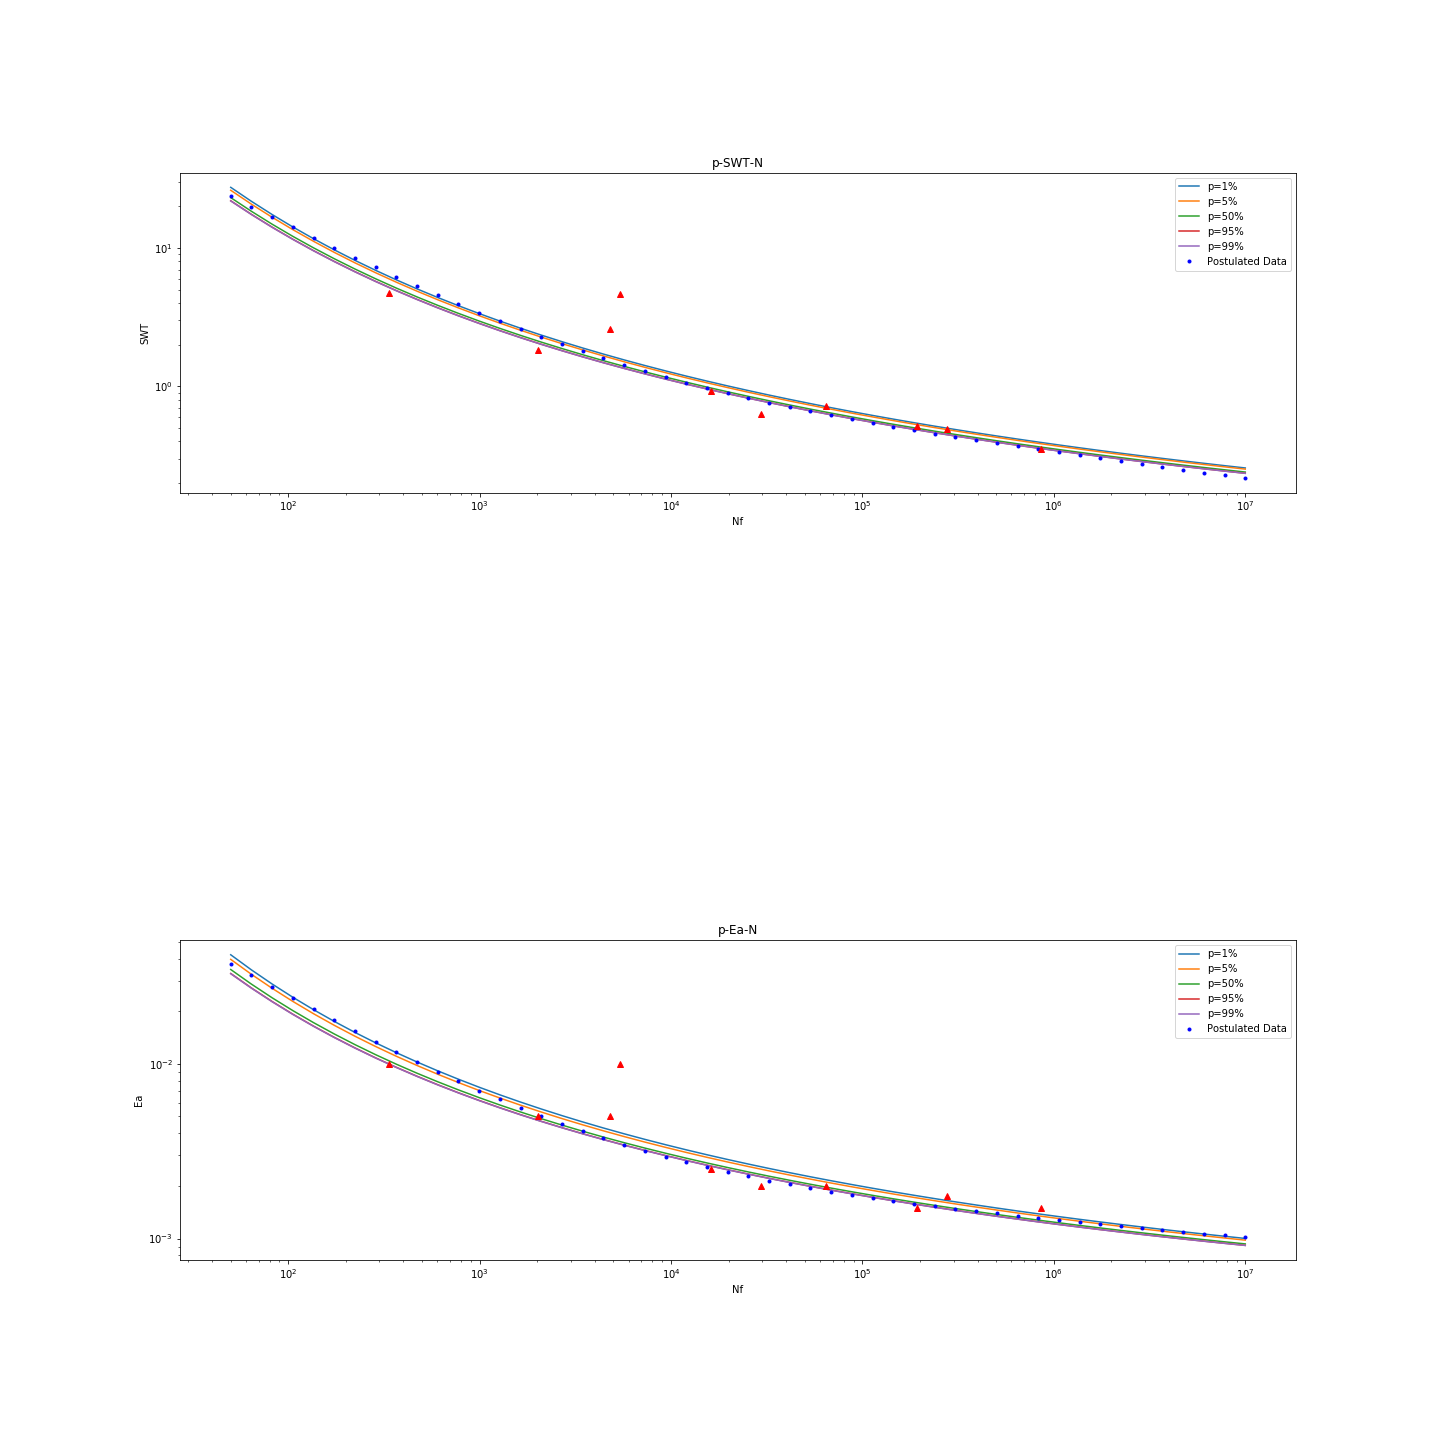 p-SWT-N
p=1%
p=5%
p=50%
p=95%
p=99%
Postulated Data
SWT
10¹
10⁰
10² 10³ 10⁴ 10⁵ 10⁶ 10⁷
Nf
p-Ea-N
p=1%
p=5%
p=50%
p=95%
p=99%
Postulated Data
Ea
10⁻²
10⁻³
10² 10³ 10⁴ 10⁵ 10⁶ 10⁷
Nf